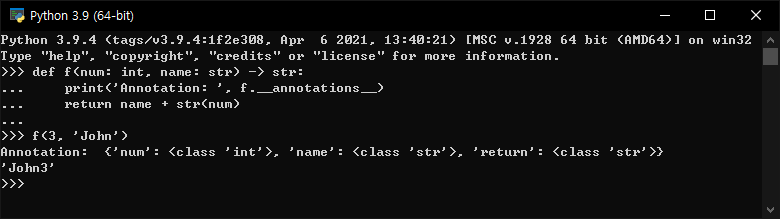 Python 3.9 (64-bit)
Python 3.9.4 (tags/v3.9.4:1f2e308, Apr  6 2021, 13:40:21) [MSC v.1928 64 bit (AMD64)] on win32
Type "help", "copyright", "credits" or "license" for more information.
>>> def f(num: int, name: str) -> str:
...     print('Annotation: ', f.__annotations__)
...     return name + str(num)
...
>>> f(3, 'John')
Annotation:  {'num': <class 'int'>, 'name': <class 'str'>, 'return': <class 'str'>}
'John3'
>>>